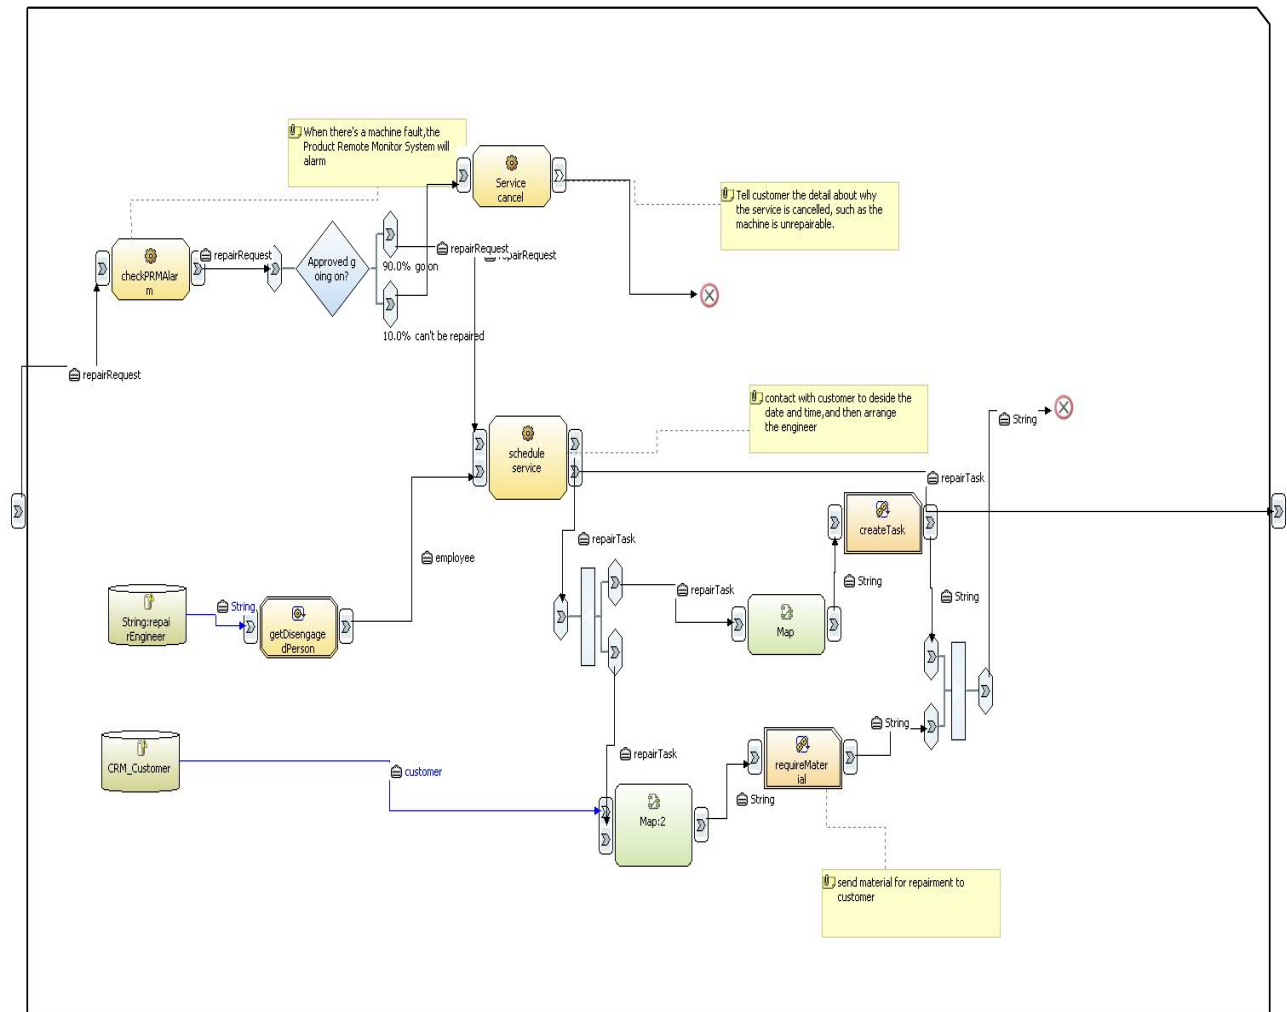 When there's a machine fault,the
Product Remote Monitor System will
alarm
Service
cancel
Tell customer the detail about why
the service is cancelled, such as the
machine is unrepairable.
repairRequest
checkPRMAlar
m
Approved g
oing on?
repairRequest
repairRequest
90.0% go on
10.0% can't be repaired
repairRequest
contact with customer to deside the
date and time,and then arrange
the engineer
String
schedule
service
repairTask
createTask
repairTask
employee
String
repairTask
String
String:repai
rEngineer
String
getDisengage
dPerson
Map
String
CRM_Customer
customer
repairTask
requireMater
ial
String
Map:2
send material for repairment to
customer